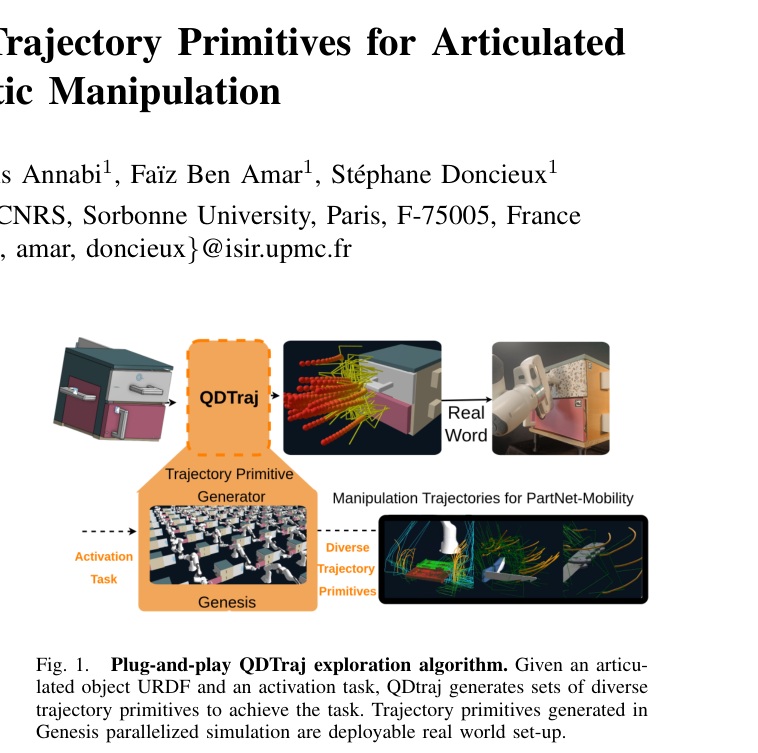 Trajectory Primitives for Articulated
tic Manipulation
s Annabi1, Faïz Ben Amar1, Stéphane Doncieux1
CNRS, Sorbonne University, Paris, F-75005, France
, amar, doncieux}@isir.upmc.fr
QDTraj
Real
Word
Trajectory Primitive
Generator
Manipulation Trajectories for PartNet-Mobility
Activation
Task
Diverse
Trajectory
Primitives
Genesis
Fig. 1. Plug-and-play QDTraj exploration algorithm. Given an articu-
lated object URDF and an activation task, QDtraj generates sets of diverse
trajectory primitives to achieve the task. Trajectory primitives generated in
Genesis parallelized simulation are deployable real world set-up.